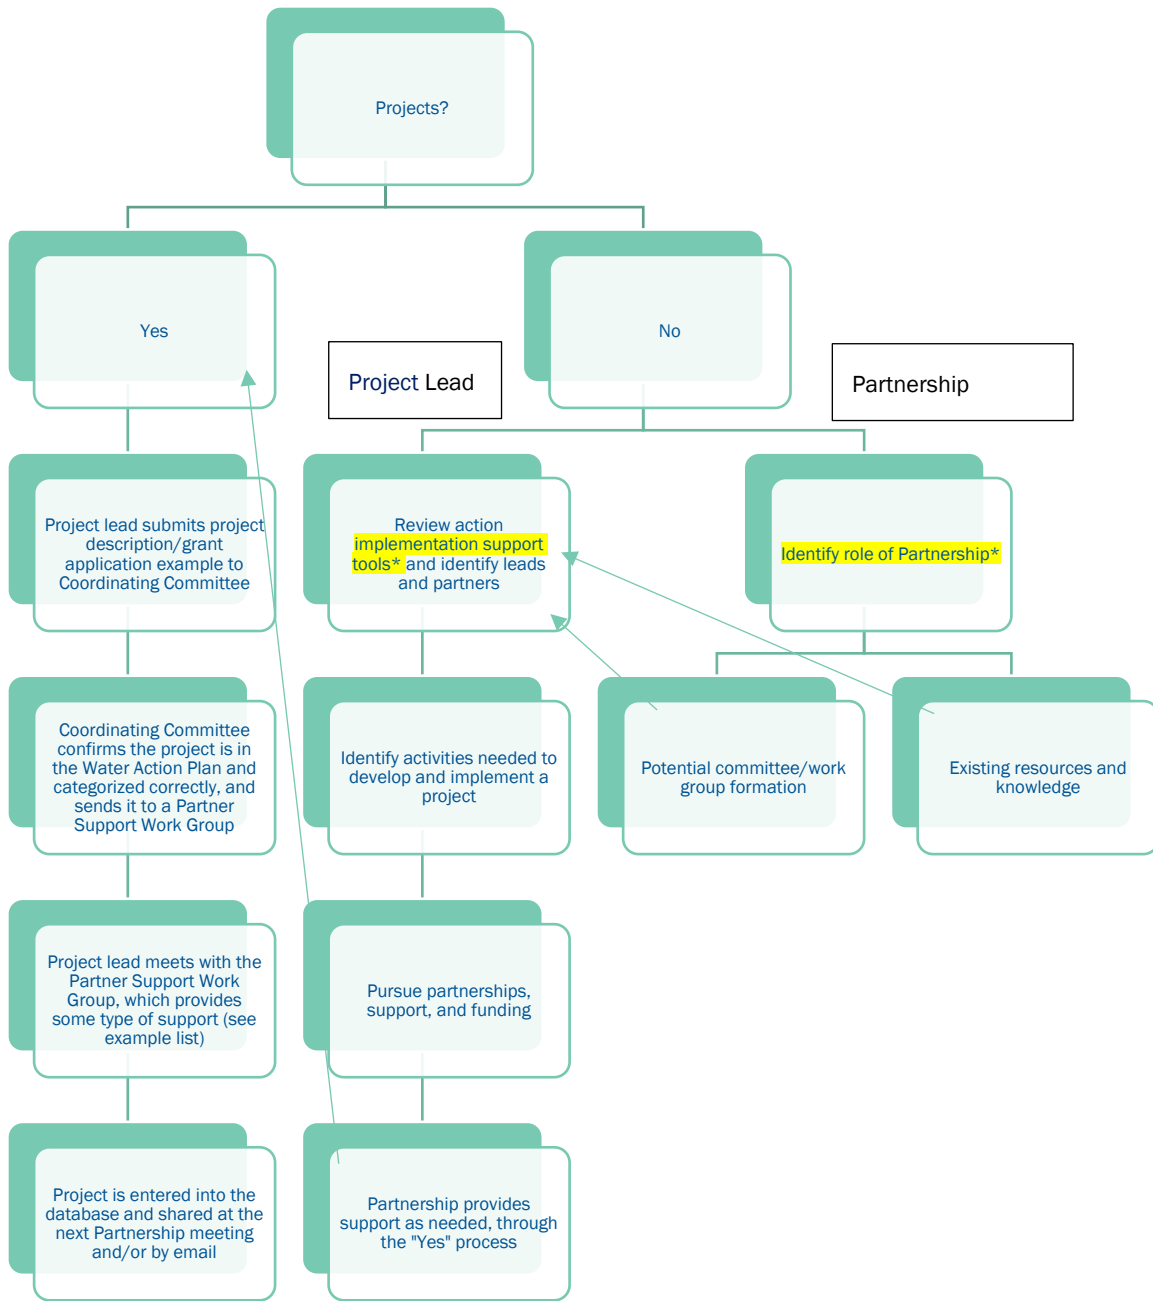 Projects?
Yes
No
Project Lead
Partnership
Project lead submits project
description/grant
application example to
Coordinating Committee
Review action
implementation support
tools* and identify leads
and partners
Identify role of Partnership*
Coordinating Committee
confirms the project is in
the Water Action Plan and
categorized correctly, and
sends it to a Partner
Support Work Group
Identify activities needed to
develop and implement a
project
Potential committee/work
group formation
Existing resources and
knowledge
Project lead meets with the
Partner Support Work
Group, which provides
some type of support (see
example list)
Pursue partnerships,
support, and funding
Project is entered into the
database and shared at the
next Partnership meeting
and/or by email
Partnership provides
support as needed, through
the "Yes" process